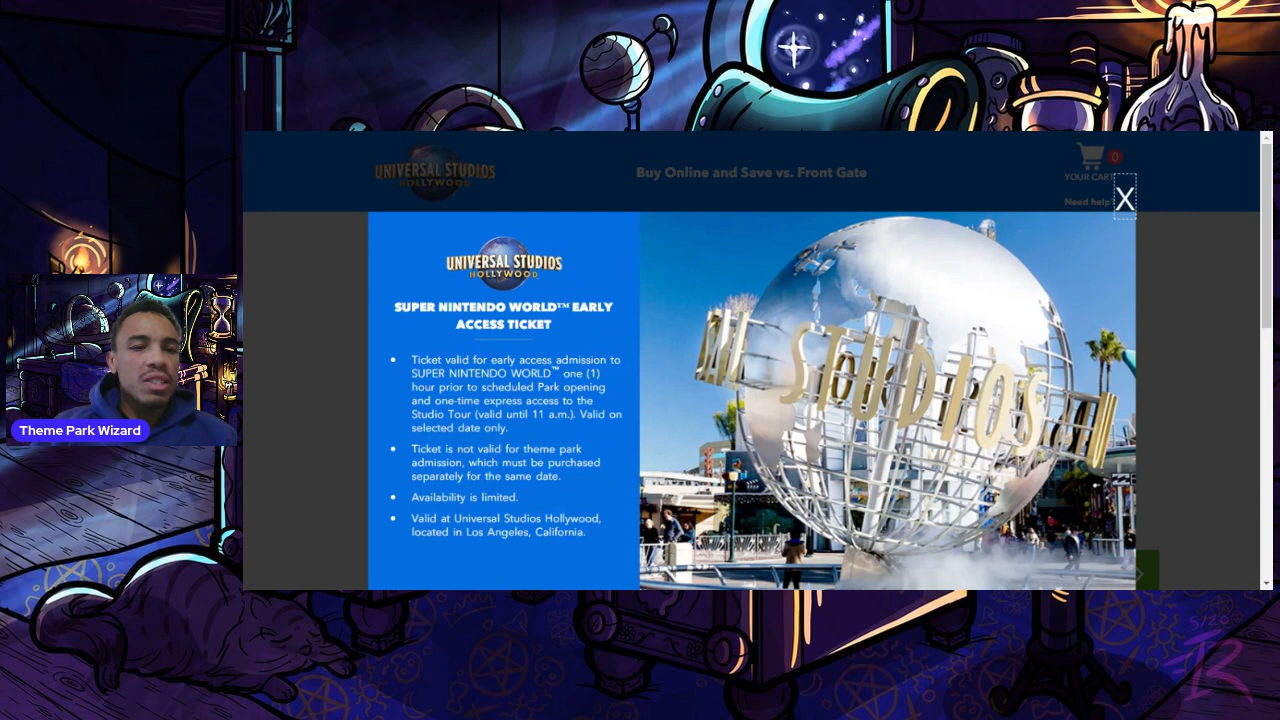 UNIVERSAL STUDIOS
HOLLYWOOD
Buy Online and Save vs. Front Gate
0
YOUR CART
Need help
X
UNIVERSAL STUDIOS
HOLLYWOOD
SUPER NINTENDO WORLD™ EARLY
ACCESS TICKET
• Ticket valid for early access admission to
SUPER NINTENDO WORLD™ one (1)
hour prior to scheduled Park opening
and one-time express access to the
Studio Tour (valid until 11 a.m.). Valid on
selected date only.
• Ticket is not valid for theme park
admission, which must be purchased
separately for the same date.
• Availability is limited.
• Valid at Universal Studios Hollywood,
located in Los Angeles, California.
STUDIOS
Theme Park Wizard